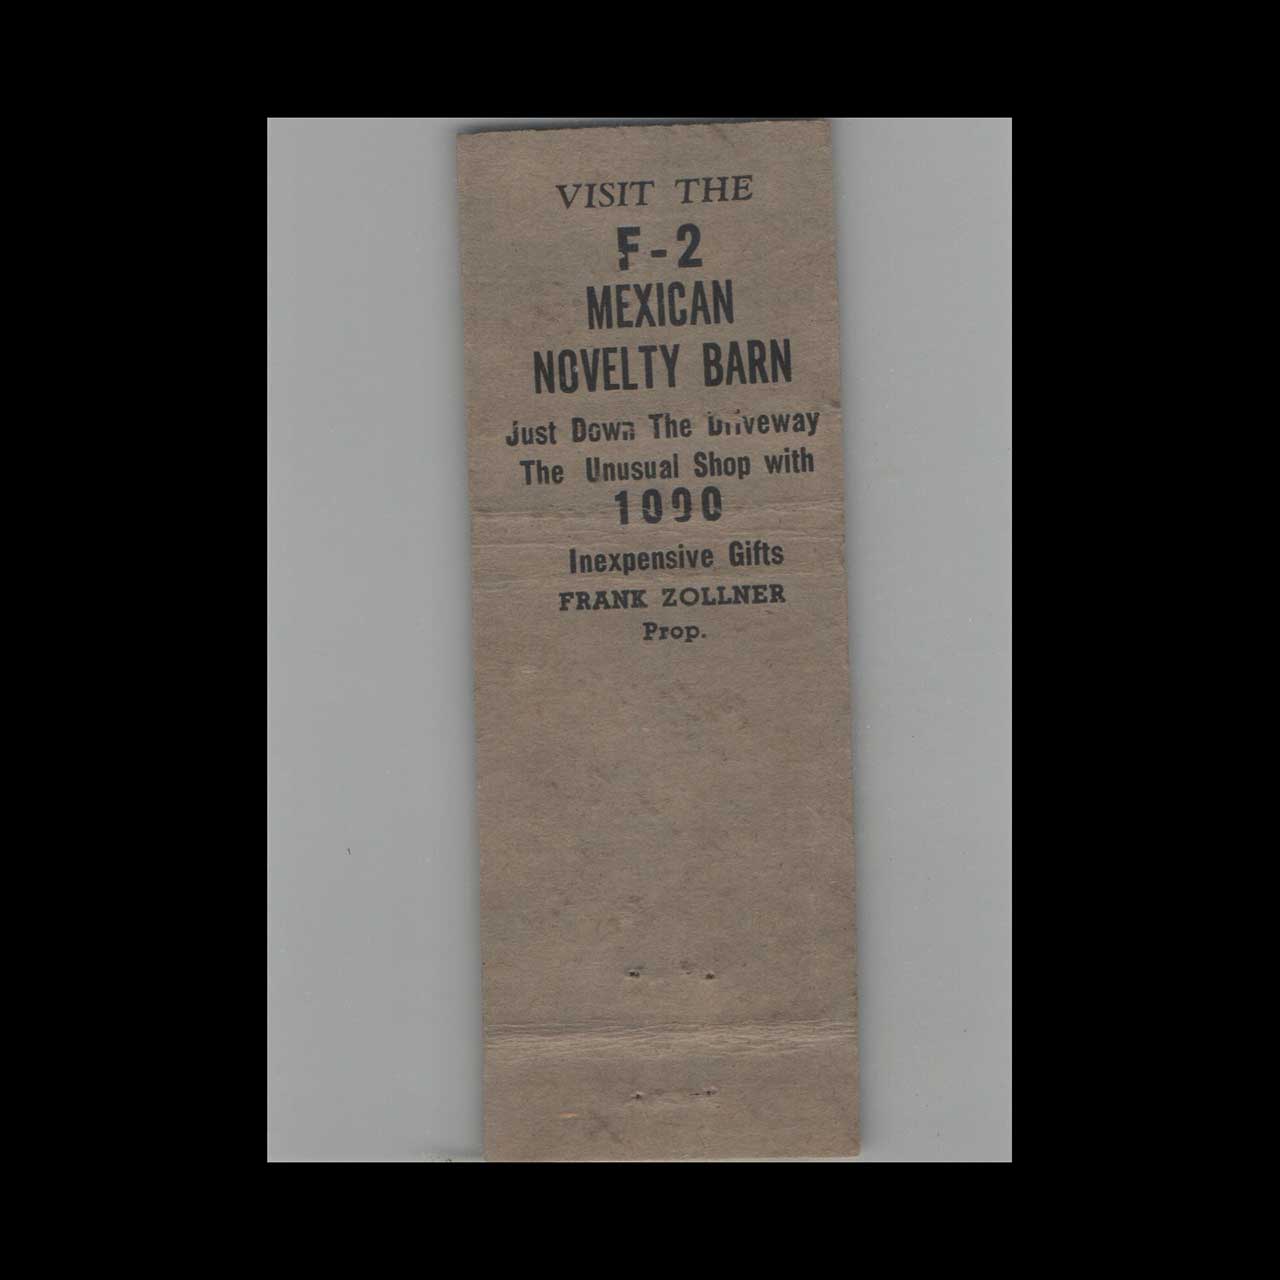 VISIT THE
F-2
MEXICAN
NOVELTY BARN
Just Down The Driveway
The Unusual Shop with
1000
Inexpensive Gifts
FRANK ZOLLNER
Prop.